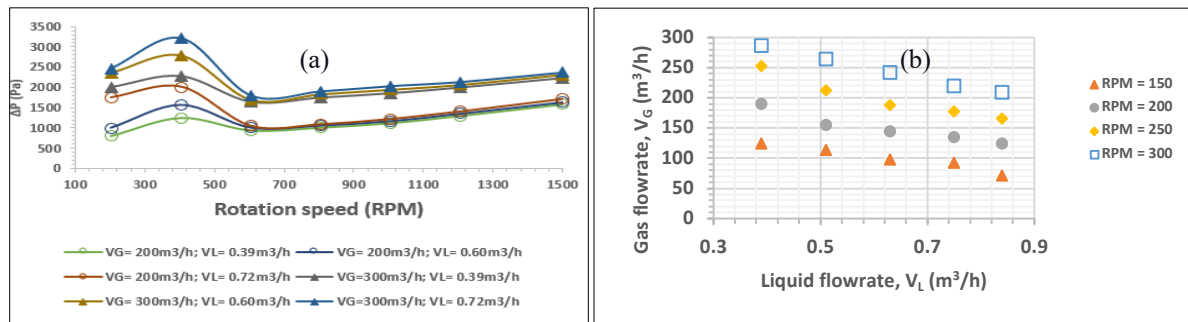 (a)
ΔP (Pa)
3500
3000
2500
2000
1500
1000
500
0
100 300 500 700 900 1100 1300 1500
Rotation speed (RPM)
VG= 200m3/h; VL= 0.39m3/h VG= 200m3/h; VL= 0.60m3/h
VG= 200m3/h; VL= 0.72m3/h VG=300m3/h; VL= 0.39m3/h
VG= 300m3/h; VL= 0.60m3/h VG=300m3/h; VL= 0.72m3/h
(b)
Gas flowrate, VG (m³/h)
300
250
200
150
100
50
0
0.3 0.5 0.7 0.9
Liquid flowrate, VL (m³/h)
RPM = 150
RPM = 200
RPM = 250
RPM = 300